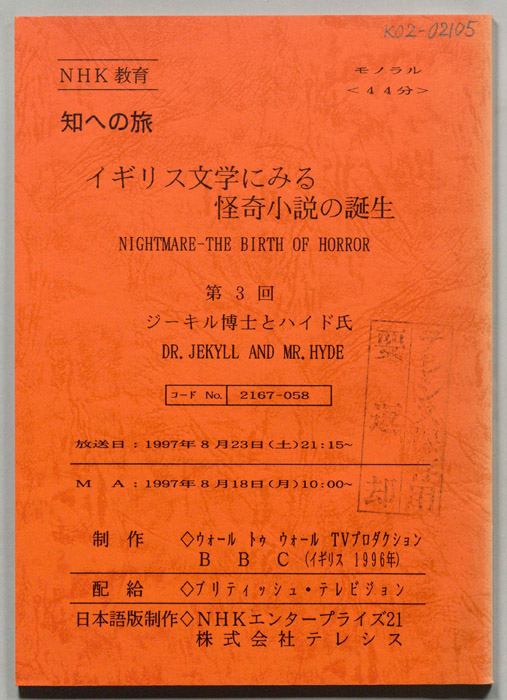 K02-02105
NHK 教育
モノラル
<44分>
知への旅
イギリス文学にみる
怪奇小説の誕生
NIGHTMARE-THE BIRTH OF HORROR
第 3 回
ジーキル博士とハイド氏
DR. JEKYLL AND MR. HYDE
コード No. 2167-058
要返却
放送日:1997年8月23日(土)21:15~
M A:1997年8月18日(月)10:00~
制作 ◇ウォール トゥ ウォール TVプロダクション
B B C (イギリス 1996年)
配給 ◇ブリティッシュ・テレビジョン
日本語版制作◇NHKエンタープライズ21
株式会社テレシス